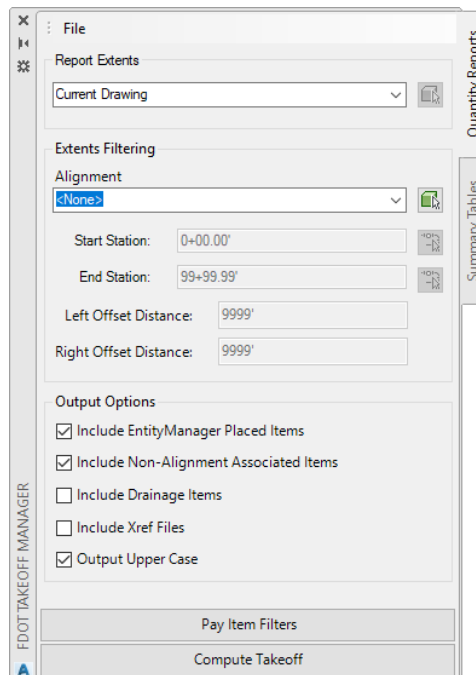 File
Report Extents
Current Drawing
Extents Filtering
Alignment
<None>
Start Station: 0+00.00'
End Station: 99+99.99'
Left Offset Distance: 9999'
Right Offset Distance: 9999'
Output Options
Include EntityManager Placed Items
Include Non-Alignment Associated Items
Include Drainage Items
Include Xref Files
Output Upper Case
Pay Item Filters
Compute Takeoff
Quantity Reports
Summary Tables
FDOT TAKEOFF MANAGER
A